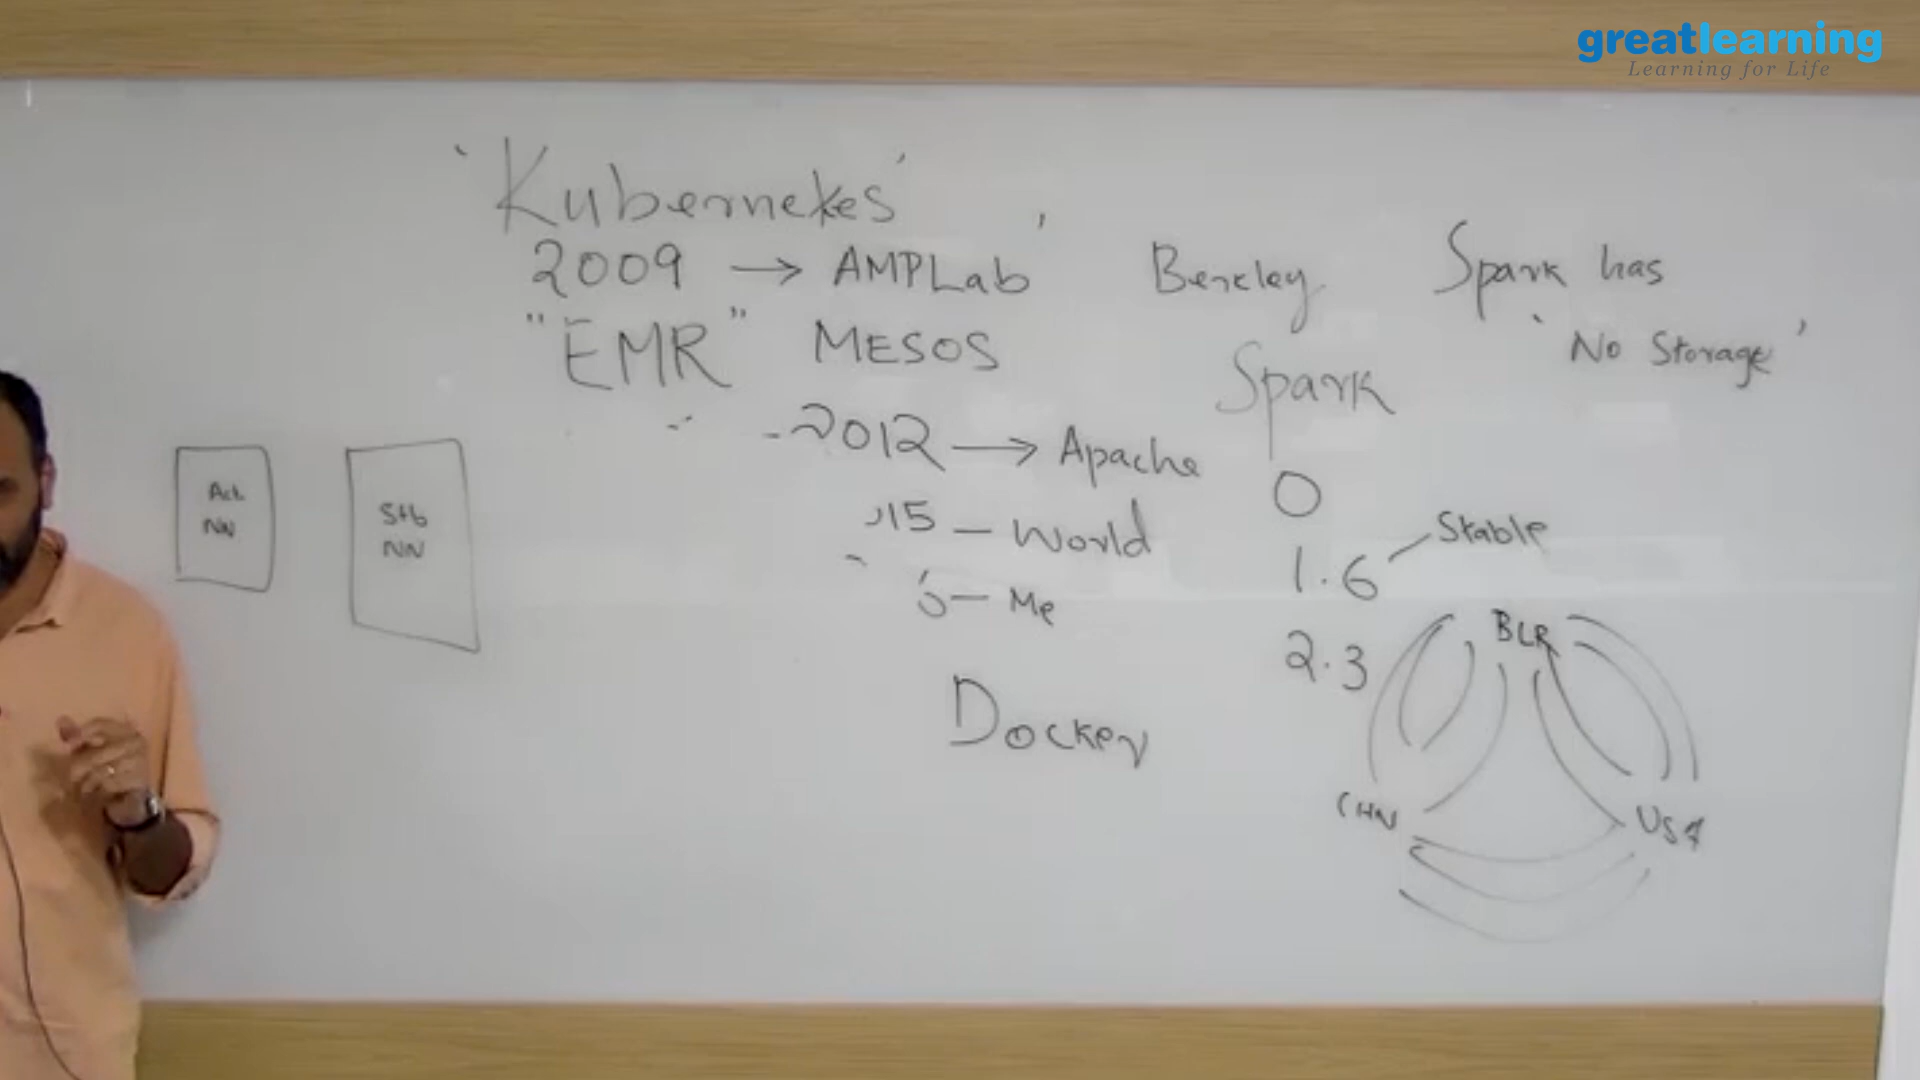 greatlearning
Learning for Life
'Kubernetes'
2009 → AMPLab' Berkley
Spark has
'No Storage'
"EMR" MESOS
Spark
2012 → Apache
0
'15 – World
1.6 – Stable
– Me
2.3
Docker
BLR
CHN
USA
Act
NN
Stb
NN